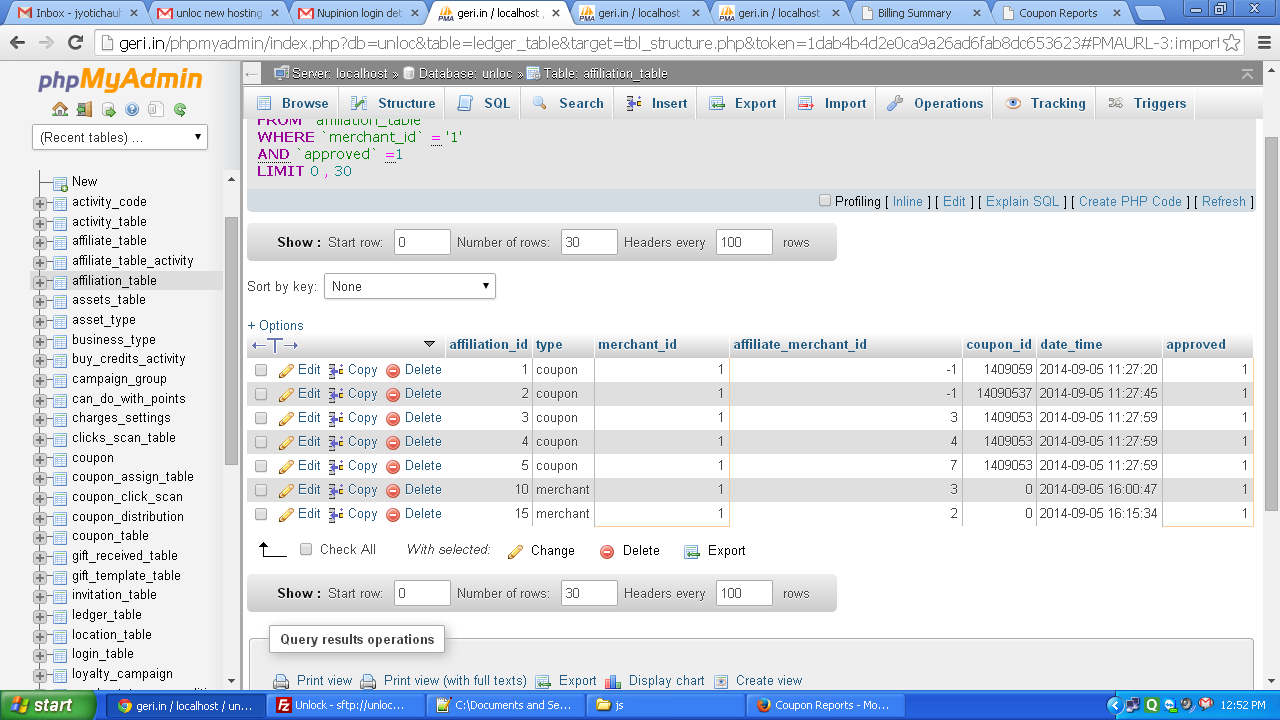 Inbox - jyotichauh
unloc new hosting
Nupinion login det
geri.in / localhost
geri.in / localhost
geri.in / localhost
Billing Summary
Coupon Reports
geri.in/phpmyadmin/index.php?db=unloc&table=ledger_table&target=tbl_structure.php&token=
phpMyAdmin
(Recent tables) ...
New
activity_code
activity_table
affiliate_table
affiliate_table_activity
affiliation_table
assets_table
asset_type
business_type
buy_credits_activity
campaign_group
can_do_with_points
charges_settings
clicks_scan_table
coupon
coupon_assign_table
coupon_click_scan
coupon_distribution
coupon_table
gift_received_table
gift_template_table
invitation_table
ledger_table
location_table
login_table
loyalty_campaign
Server: localhost » Database: unloc » Table: affiliation_table
Browse Structure SQL Search Insert Export Import Operations Tracking Triggers
FROM `affiliation_table`
WHERE `merchant_id` = '1'
AND `approved` =1
LIMIT 0 , 30
Profiling [ Inline ] [ Edit ] [ Explain SQL ] [ Create PHP Code ] [ Refresh ]
Show : Start row: 0 Number of rows: 30 Headers every 100 rows
Sort by key: None
+ Options
←T→ affiliation_id type merchant_id affiliate_merchant_id coupon_id date_time approved
Edit Copy Delete 1 coupon 1 -1 1409059 2014-09-05 11:27:20 1
Edit Copy Delete 2 coupon 1 -1 14090537 2014-09-05 11:27:45 1
Edit Copy Delete 3 coupon 1 3 1409053 2014-09-05 11:27:59 1
Edit Copy Delete 4 coupon 1 4 1409053 2014-09-05 11:27:59 1
Edit Copy Delete 5 coupon 1 7 1409053 2014-09-05 11:27:59 1
Edit Copy Delete 10 merchant 1 3 0 2014-09-05 16:00:47 1
Edit Copy Delete 15 merchant 1 2 0 2014-09-05 16:15:34 1
Check All With selected: Change Delete Export
Show : Start row: 0 Number of rows: 30 Headers every 100 rows
Query results operations
Print view Print view (with full texts) Export Display chart Create view
start
geri.in / localhost / un...
Unlock - sftp://unloc...
C:\Documents and Se...
js
Coupon Reports - Mo...
12:52 PM